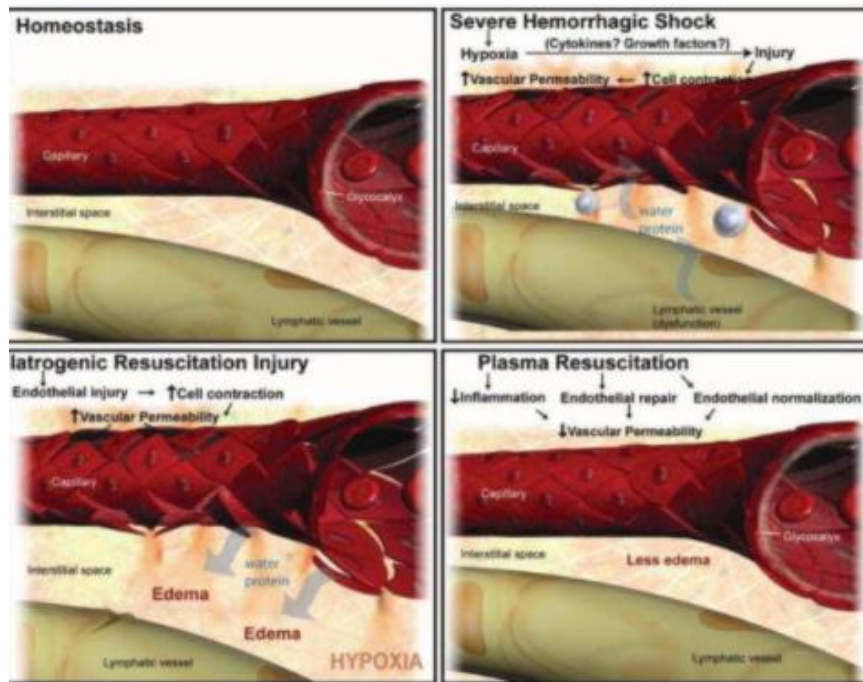 Homeostasis
Capillary
Glycocalyx
Interstitial space
Lymphatic vessel
Severe Hemorrhagic Shock
(Cytokines? Growth factors?)
Hypoxia → Injury
↑Vascular Permeability ← ↑Cell contraction
Capillary
Interstitial space
water
protein
Lymphatic vessel
(dysfunction)
Iatrogenic Resuscitation Injury
Endothelial injury → ↑Cell contraction
↑Vascular Permeability
Capillary
Interstitial space
water
protein
Edema
Edema
Lymphatic vessel
HYPOXIA
Plasma Resuscitation
↓Inflammation Endothelial repair Endothelial normalization
↓Vascular Permeability
Capillary
Glycocalyx
Interstitial space
Less edema
Lymphatic vessel